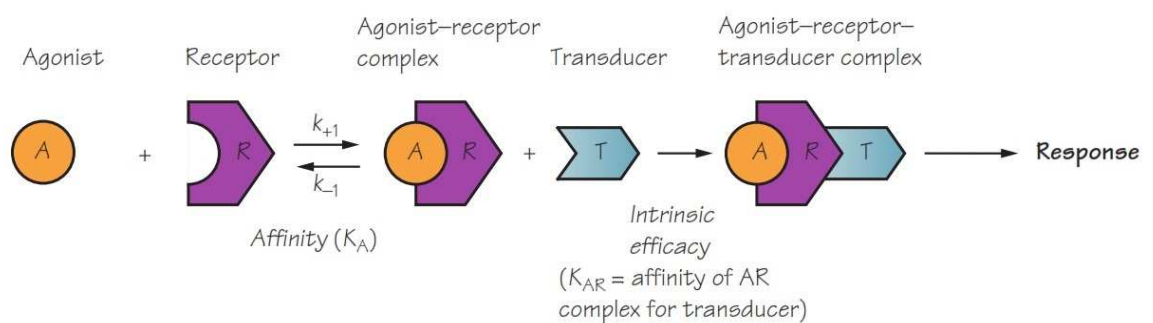 Agonist
Receptor
Agonist–receptor
complex
Transducer
Agonist–receptor–
transducer complex
A
+
R
k+1
k–1
A R
+
T
A R T
Response
Affinity (KA)
Intrinsic
efficacy
(KAR = affinity of AR
complex for transducer)